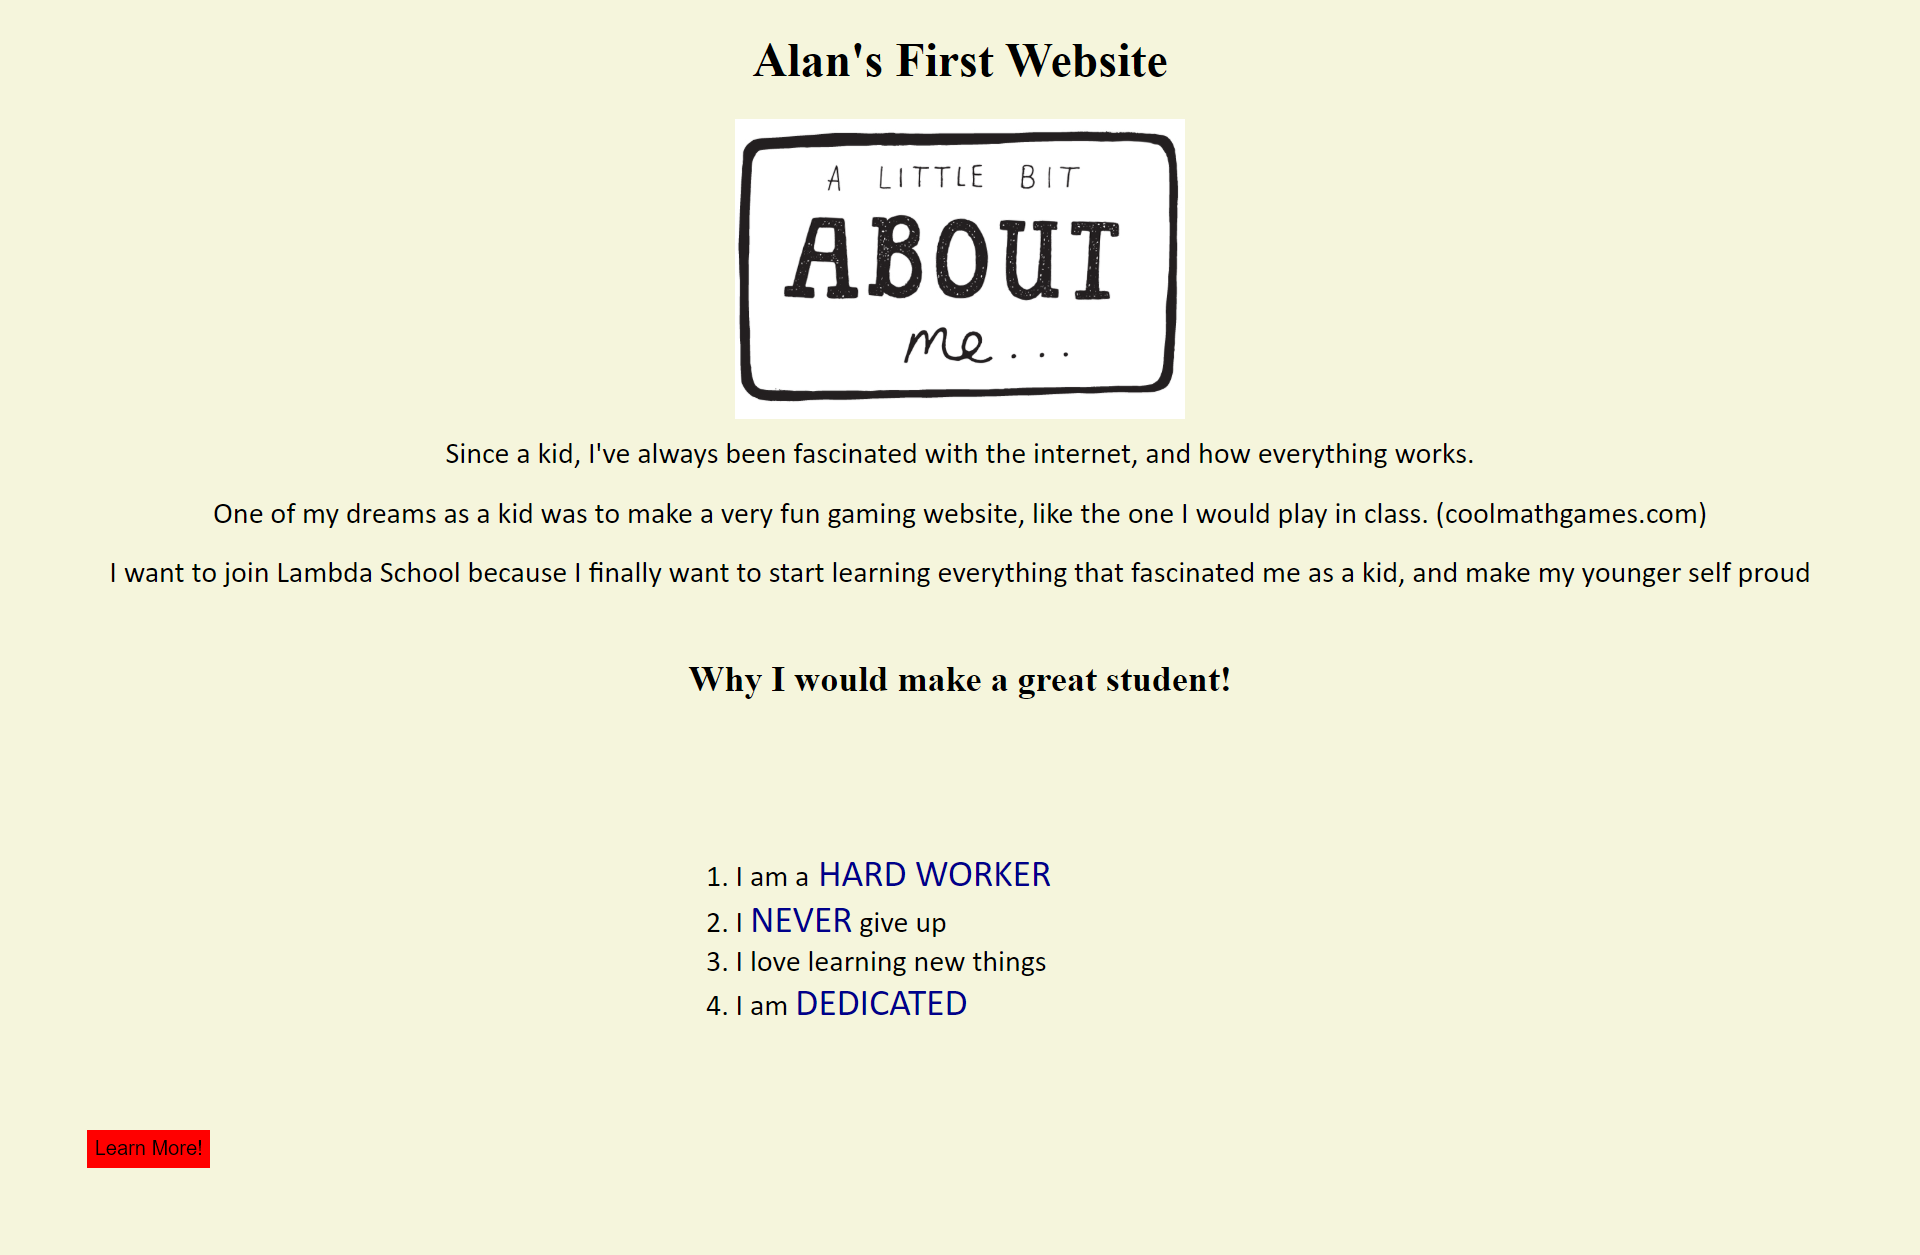 Alan's First Website
A LITTLE BIT
ABOUT
me...
Since a kid, I've always been fascinated with the internet, and how everything works.
One of my dreams as a kid was to make a very fun gaming website, like the one I would play in class. (coolmathgames.com)
I want to join Lambda School because I finally want to start learning everything that fascinated me as a kid, and make my younger self proud
Why I would make a great student!
1. I am a HARD WORKER
2. I NEVER give up
3. I love learning new things
4. I am DEDICATED
Learn More!